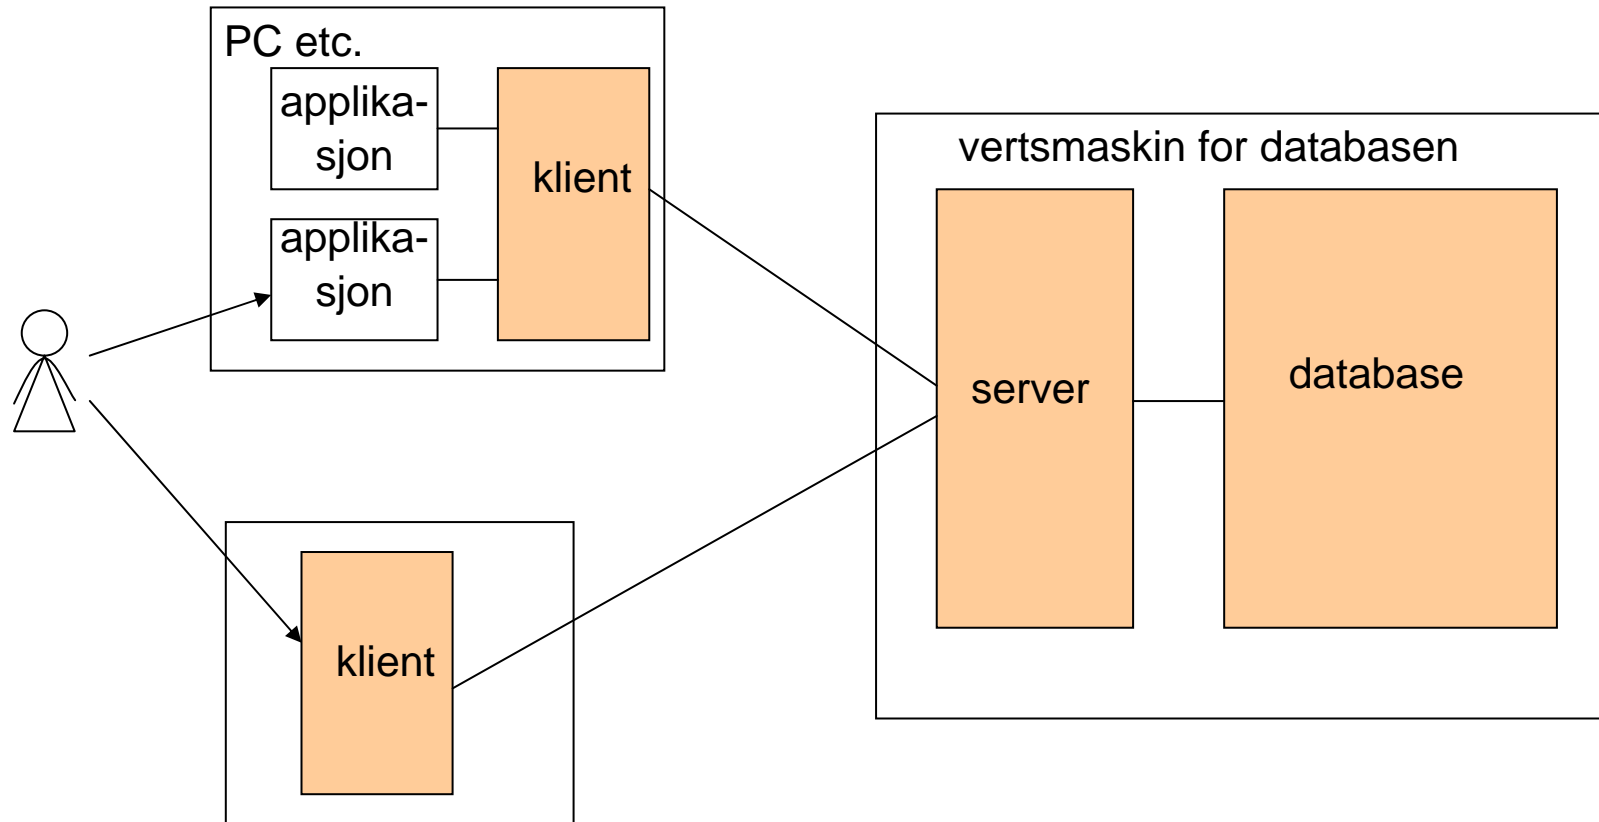 PC etc.
applika-
sjon
klient
applika-
sjon
vertsmaskin for databasen
server
database
klient